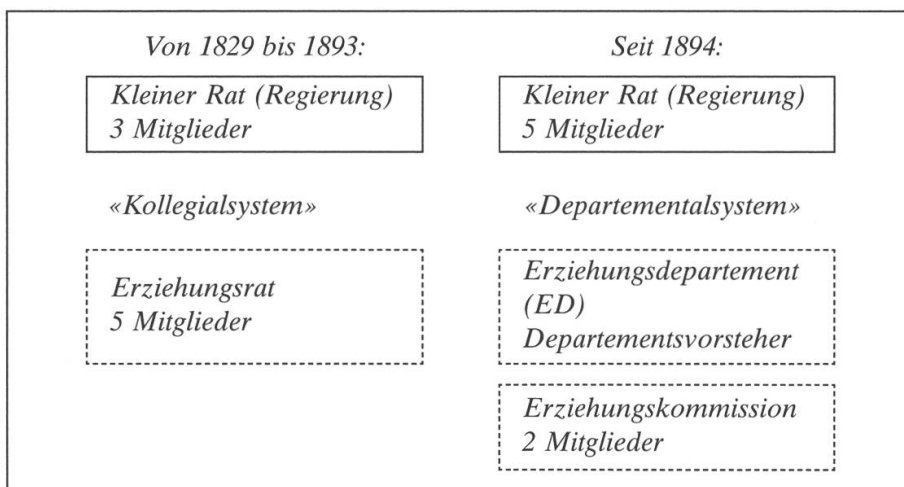 Von 1829 bis 1893:
Kleiner Rat (Regierung)
3 Mitglieder
«Kollegialsystem»
Erziehungsrat
5 Mitglieder
Seit 1894:
Kleiner Rat (Regierung)
5 Mitglieder
«Departementalsystem»
Erziehungsdepartement
(ED)
Departementsvorsteher
Erziehungskommission
2 Mitglieder